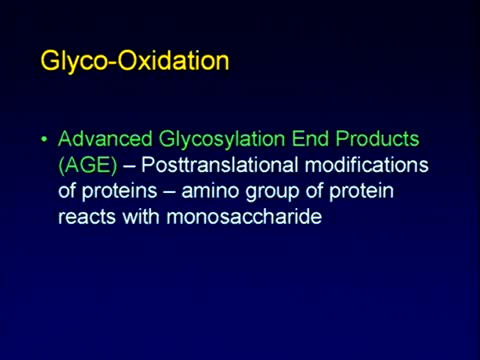 Glyco-Oxidation
• Advanced Glycosylation End Products
(AGE) – Posttranslational modifications
of proteins – amino group of protein
reacts with monosaccharide